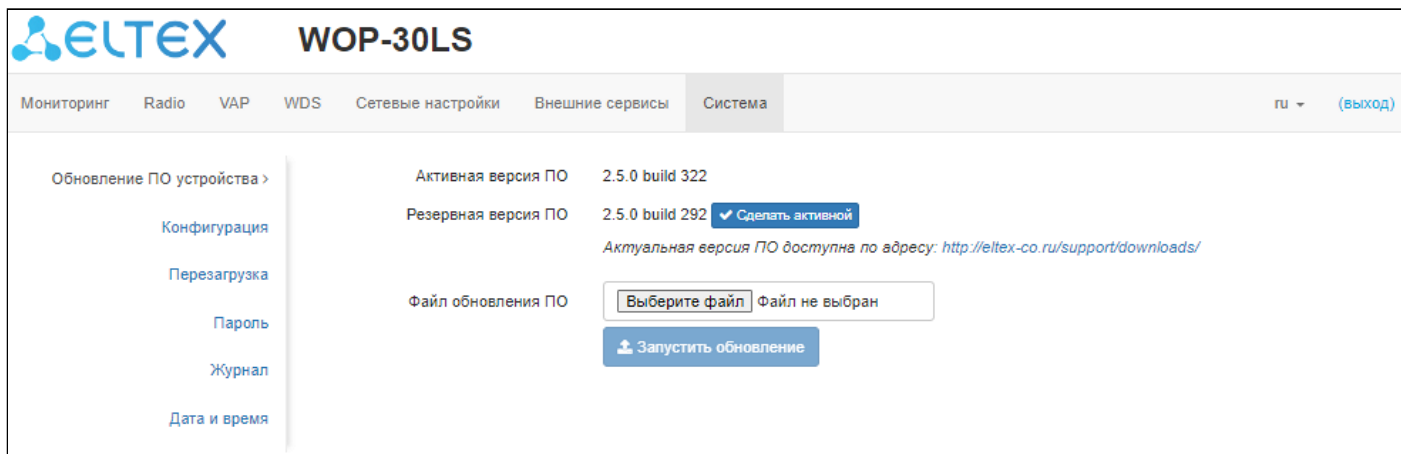 ELTEX WOP-30LS
Мониторинг Radio VAP WDS Сетевые настройки Внешние сервисы Система ru (выход)
Обновление ПО устройства >
Конфигурация
Перезагрузка
Пароль
Журнал
Дата и время
Активная версия ПО 2.5.0 build 322
Резервная версия ПО 2.5.0 build 292 Сделать активной
Актуальная версия ПО доступна по адресу: http://eltex-co.ru/support/downloads/
Файл обновления ПО Выберите файл Файл не выбран
Запустить обновление